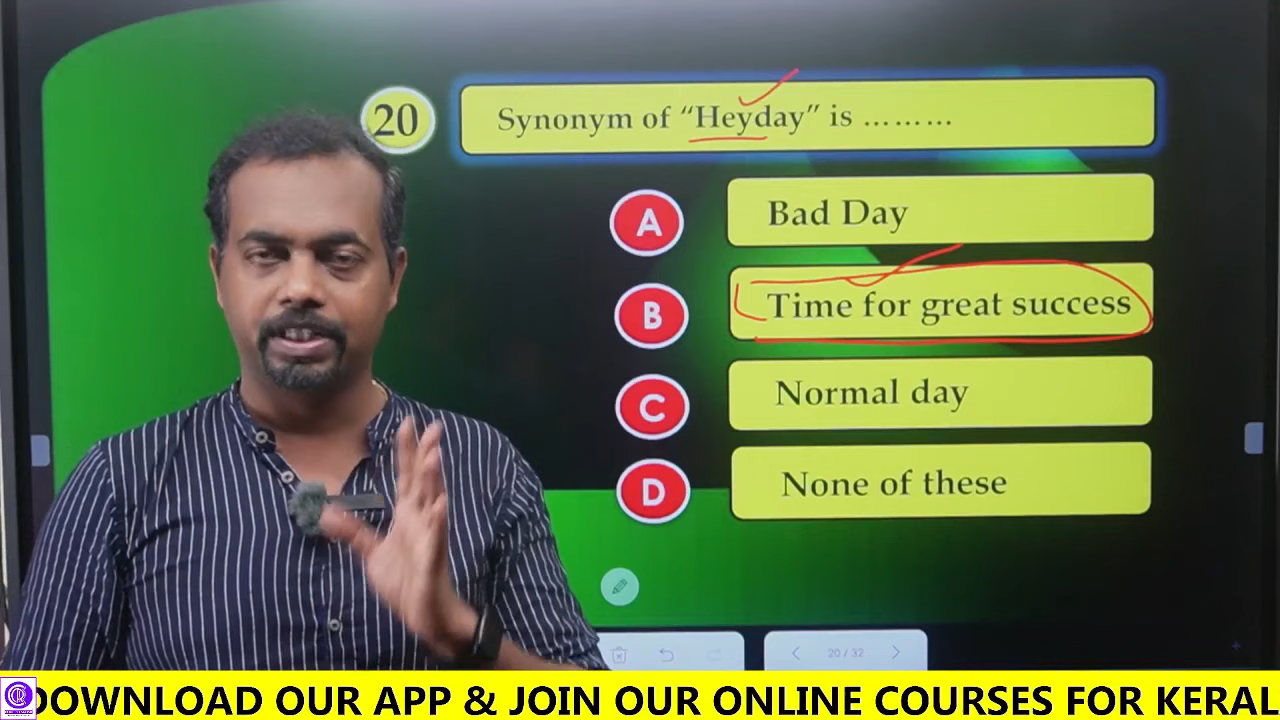 20
Synonym of “Heyday” is ………
A
Bad Day
B
Time for great success
C
Normal day
D
None of these
20 / 32
DOWNLOAD OUR APP & JOIN OUR ONLINE COURSES FOR KERAL